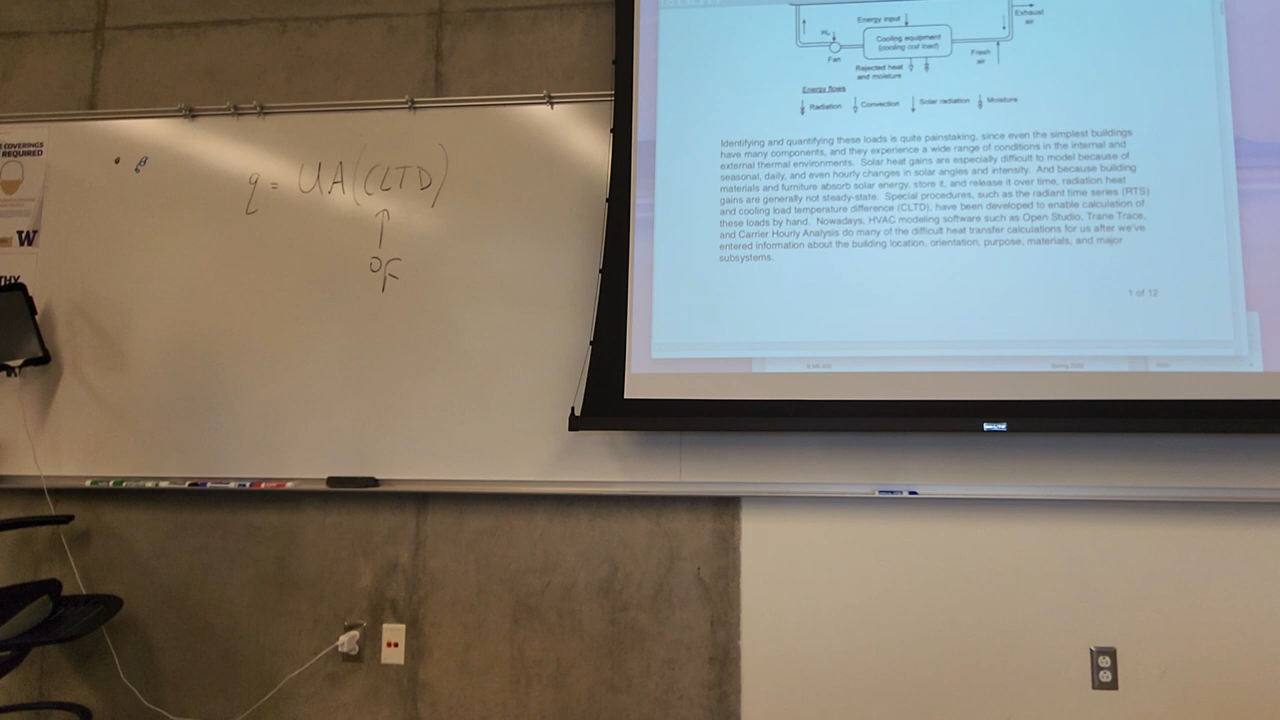 COVERINGS
REQUIRED
W
THY
q = UA(CLTD)
↑
°F
Energy input
Exhaust
air
Cooling equipment
(cooling coil load)
Fan
Fresh
air
Rejected heat
and moisture
Energy flows
Radiation
Convection
Solar radiation
Moisture
Identifying and quantifying these loads is quite painstaking, since even the simplest buildings
have many components, and they experience a wide range of conditions in the internal and
external thermal environments. Solar heat gains are especially difficult to model because of
seasonal, daily, and even hourly changes in solar angles and intensity. And because building
materials and furniture absorb solar energy, store it, and release it over time, radiation heat
gains are generally not steady-state. Special procedures, such as the radiant time series (RTS)
and cooling load temperature difference (CLTD), have been developed to enable calculation of
these loads by hand. Nowadays, HVAC modeling software such as Open Studio, Trane Trace,
and Carrier Hourly Analysis do many of the difficult heat transfer calculations for us after we've
entered information about the building location, orientation, purpose, materials, and major
subsystems.
1 of 12